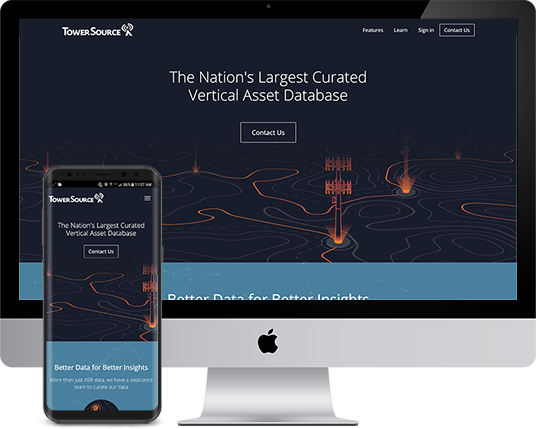 TOWERSOURCE
Features Learn Sign in Contact Us
The Nation's Largest Curated
Vertical Asset Database
Contact Us
Better Data for Better Insights
86% 11:07 AM
TOWERSOURCE
The Nation's Largest Curated
Vertical Asset Database
Contact Us
Better Data for Better Insights
More than just ASR data, we have a dedicated
team to curate our data